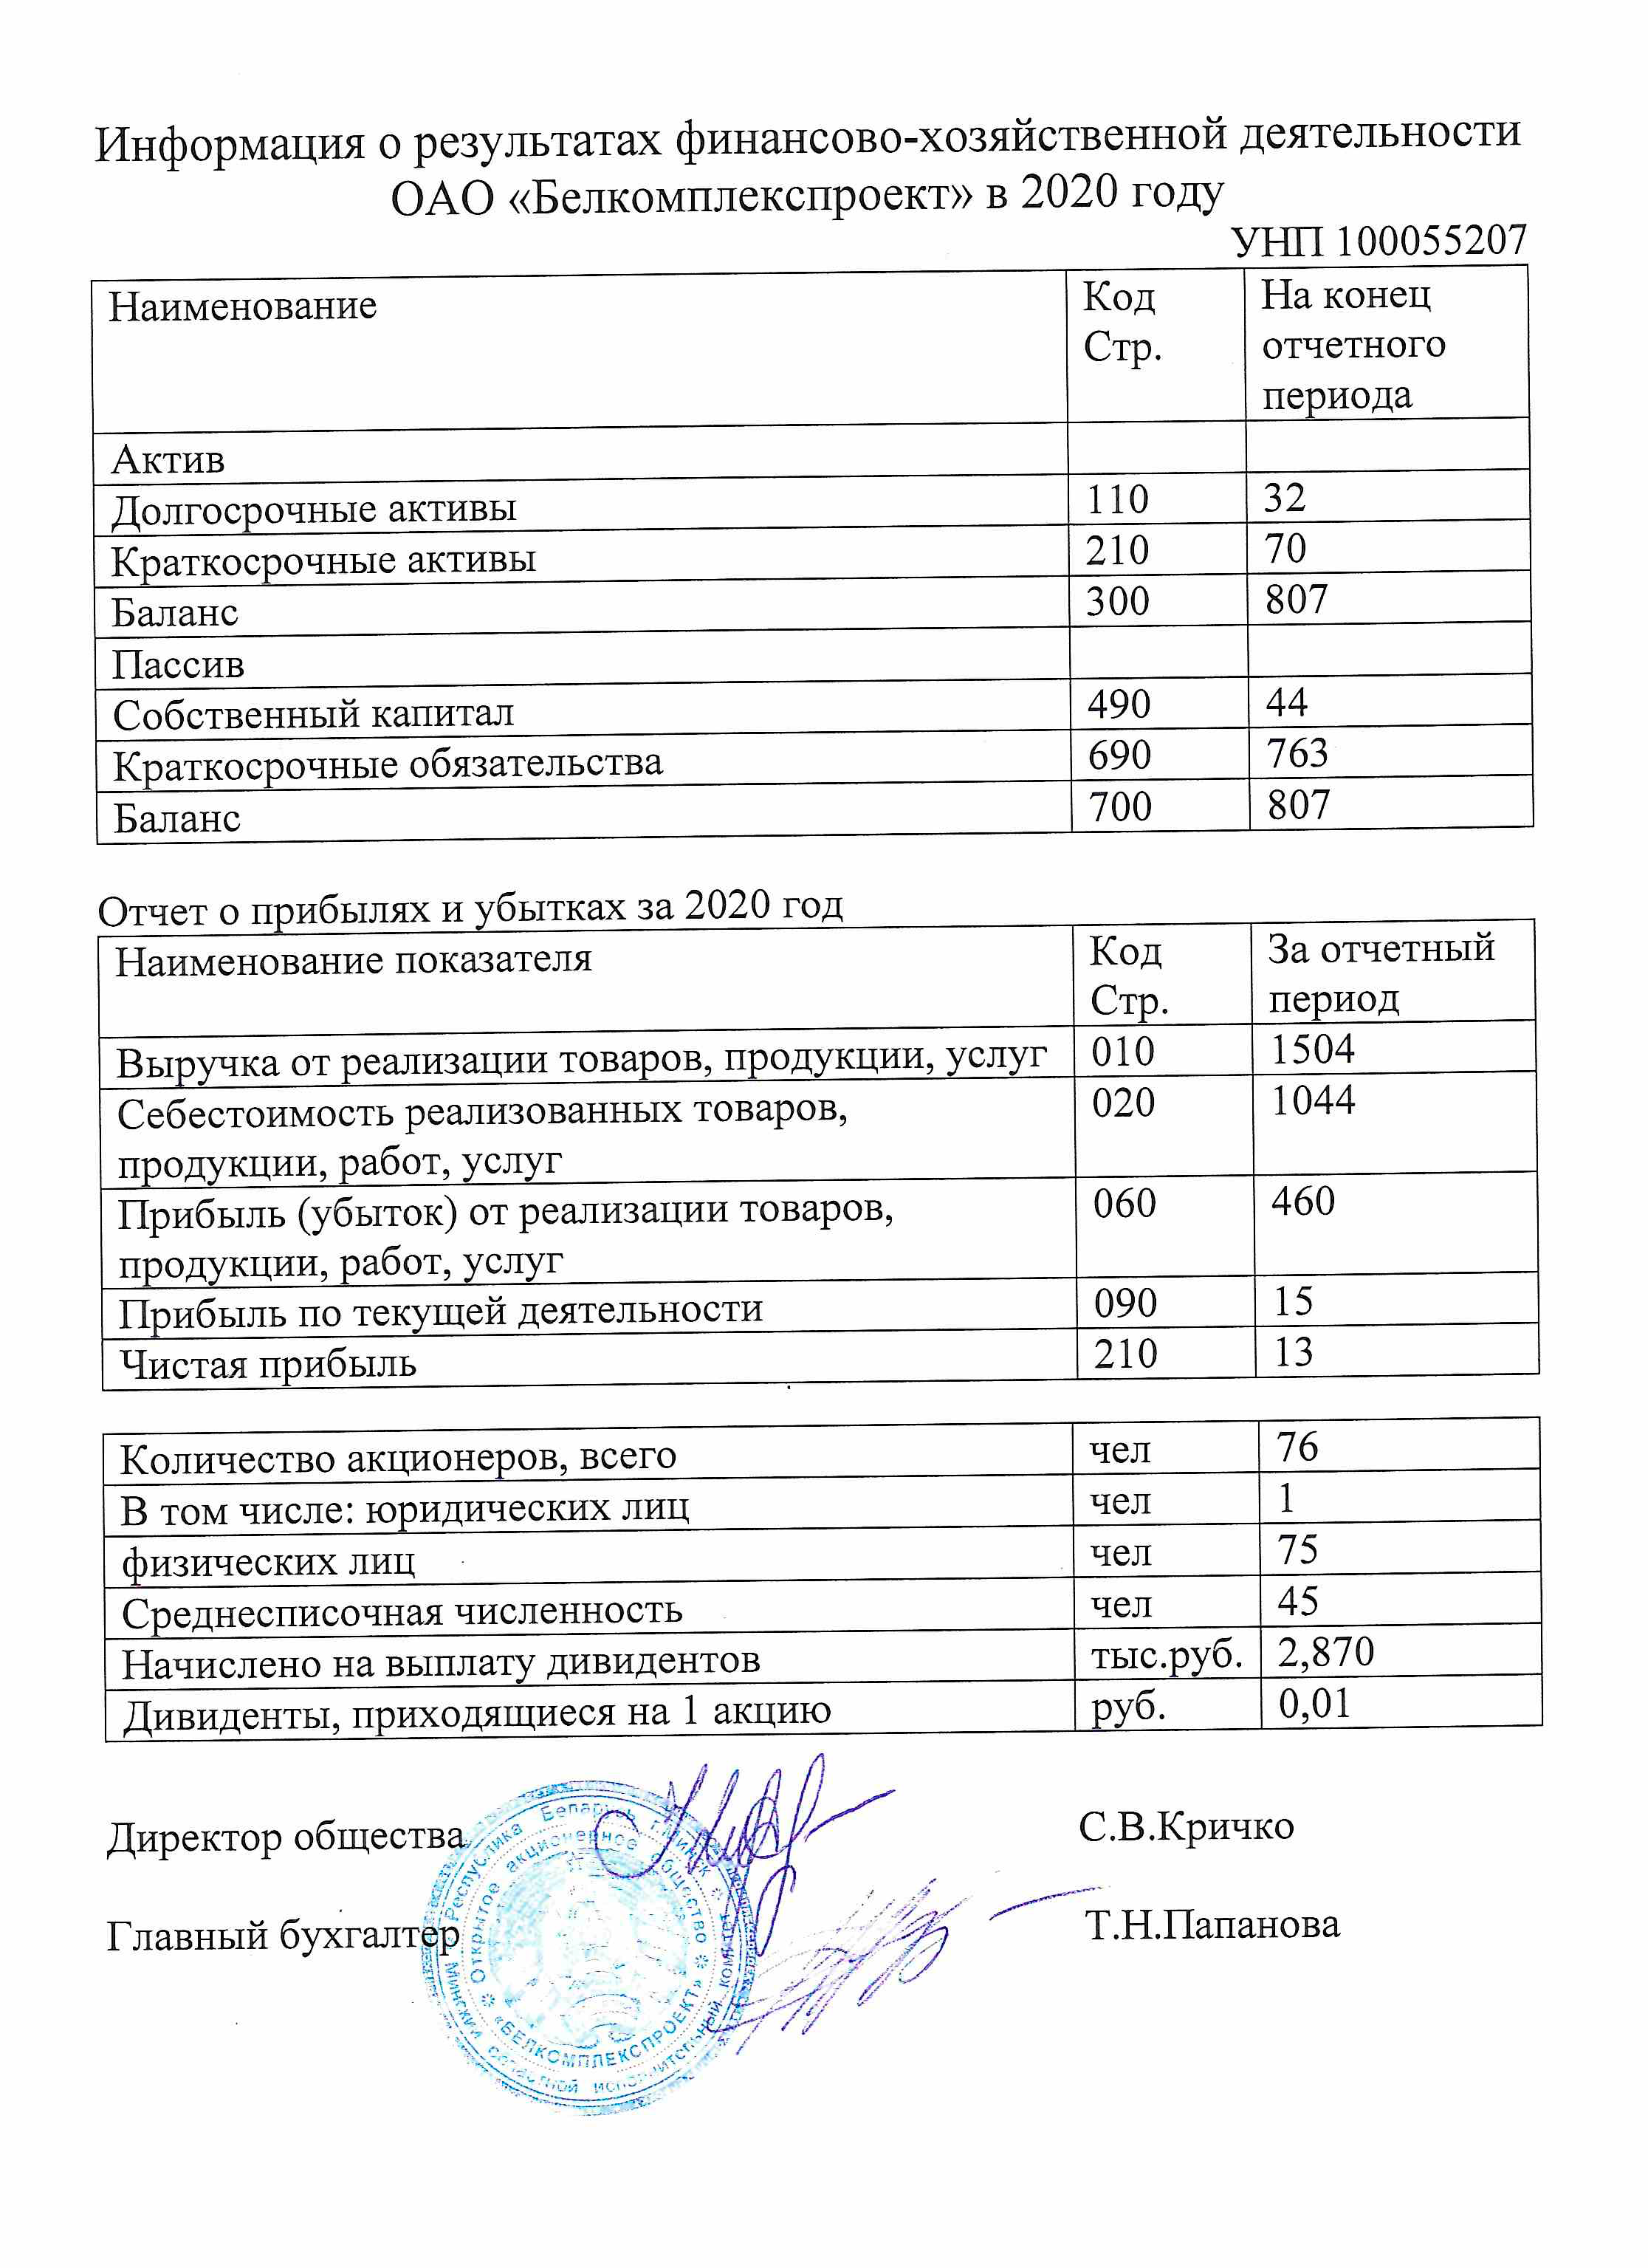 Информация о результатах финансово-хозяйственной деятельности
ОАО «Белкомплекспроект» в 2020 году
УНП 100055207
Наименование Код На конец
Стр. отчетного
периода
Актив
Долгосрочные активы 110 32
Краткосрочные активы 210 70
Баланс 300 807
Пассив
Собственный капитал 490 44
Краткосрочные обязательства 690 763
Баланс 700 807
Отчет о прибылях и убытках за 2020 год
Наименование показателя Код За отчетный
Стр. период
Выручка от реализации товаров, продукции, услуг 010 1504
Себестоимость реализованных товаров, 020 1044
продукции, работ, услуг
Прибыль (убыток) от реализации товаров, 060 460
продукции, работ, услуг
Прибыль по текущей деятельности 090 15
Чистая прибыль 210 13
Количество акционеров, всего чел 76
В том числе: юридических лиц чел 1
физических лиц чел 75
Среднесписочная численность чел 45
Начислено на выплату дивидентов тыс.руб. 2,870
Дивиденты, приходящиеся на 1 акцию руб. 0,01
Директор общества С.В.Кричко
Главный бухгалтер Т.Н.Папанова
Республика Беларусь г.Минск
Открытое акционерное общество
«БЕЛКОМПЛЕКСПРОЕКТ»
Минский областной исполнительный комитет